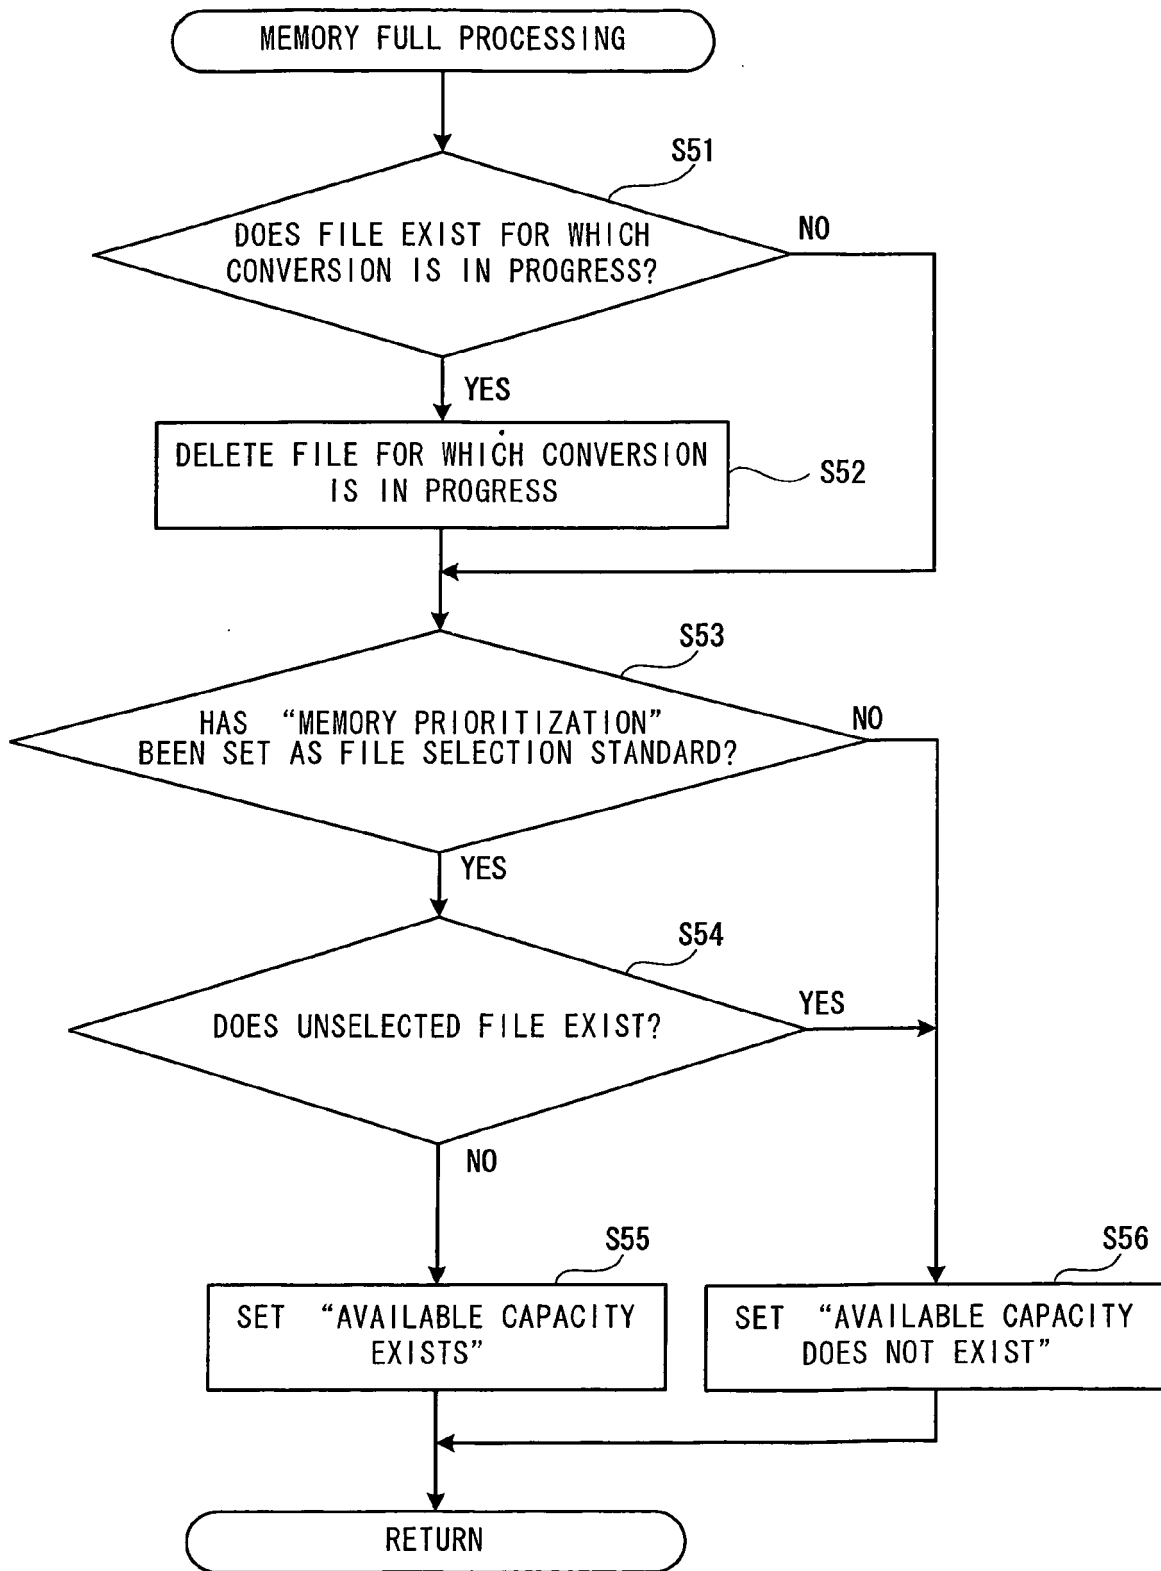 MEMORY FULL PROCESSING
S51
DOES FILE EXIST FOR WHICH
CONVERSION IS IN PROGRESS?
NO
YES
DELETE FILE FOR WHICH CONVERSION
IS IN PROGRESS
S52
S53
HAS “MEMORY PRIORITIZATION”
BEEN SET AS FILE SELECTION STANDARD?
NO
YES
S54
DOES UNSELECTED FILE EXIST?
YES
NO
S55
SET “AVAILABLE CAPACITY
EXISTS”
S56
SET “AVAILABLE CAPACITY
DOES NOT EXIST”
RETURN